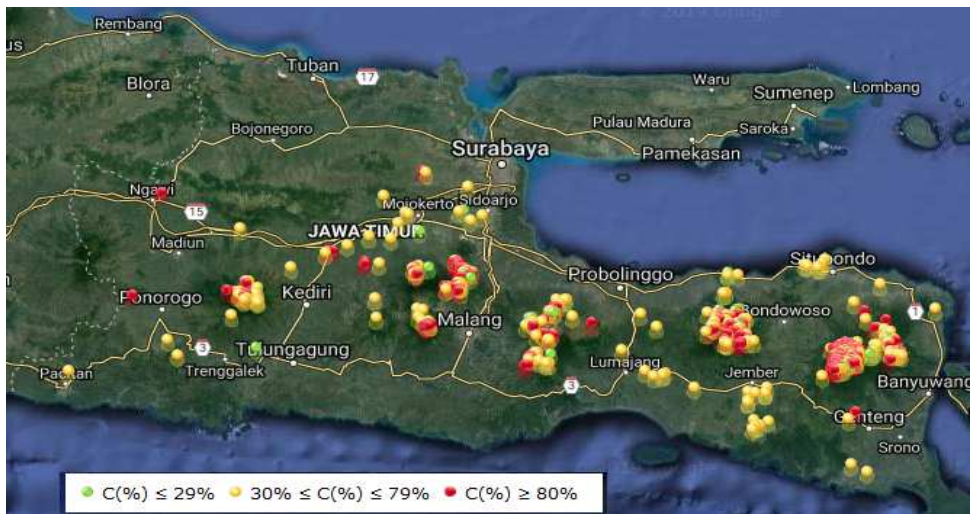 Rembang
Tuban
17
Blora
Waru
Sumenep
Lombang
Bojonegoro
Pulau Madura
Saroka
Surabaya
Pamekasan
Ngawi
15
Mojokerto
Sidoarjo
JAWA TIMUR
Madiun
Probolinggo
Situbondo
Ponorogo
Kediri
Malang
Bondowoso
1
3
Tulungagung
Trenggalek
Pacitan
Lumajang
3
Jember
Banyuwang
Genteng
Srono
C(%) ≤ 29%
30% ≤ C(%) ≤ 79%
C(%) ≥ 80%